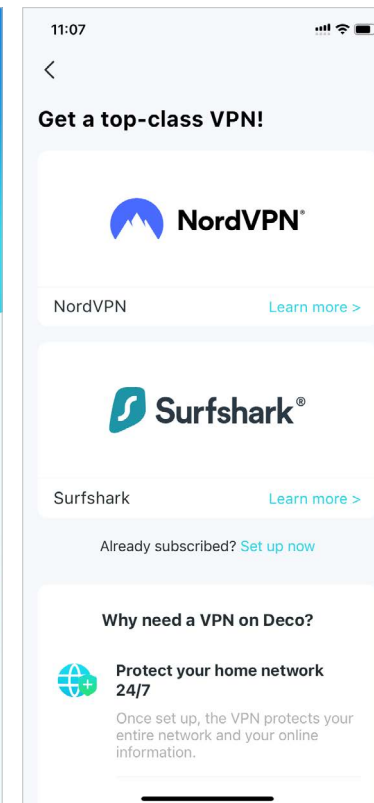 11:07
Get a top-class VPN!
NordVPN®
NordVPN
Learn more >
Surfshark®
Surfshark
Learn more >
Already subscribed? Set up now
Why need a VPN on Deco?
Protect your home network
24/7
Once set up, the VPN protects your
entire network and your online
information.